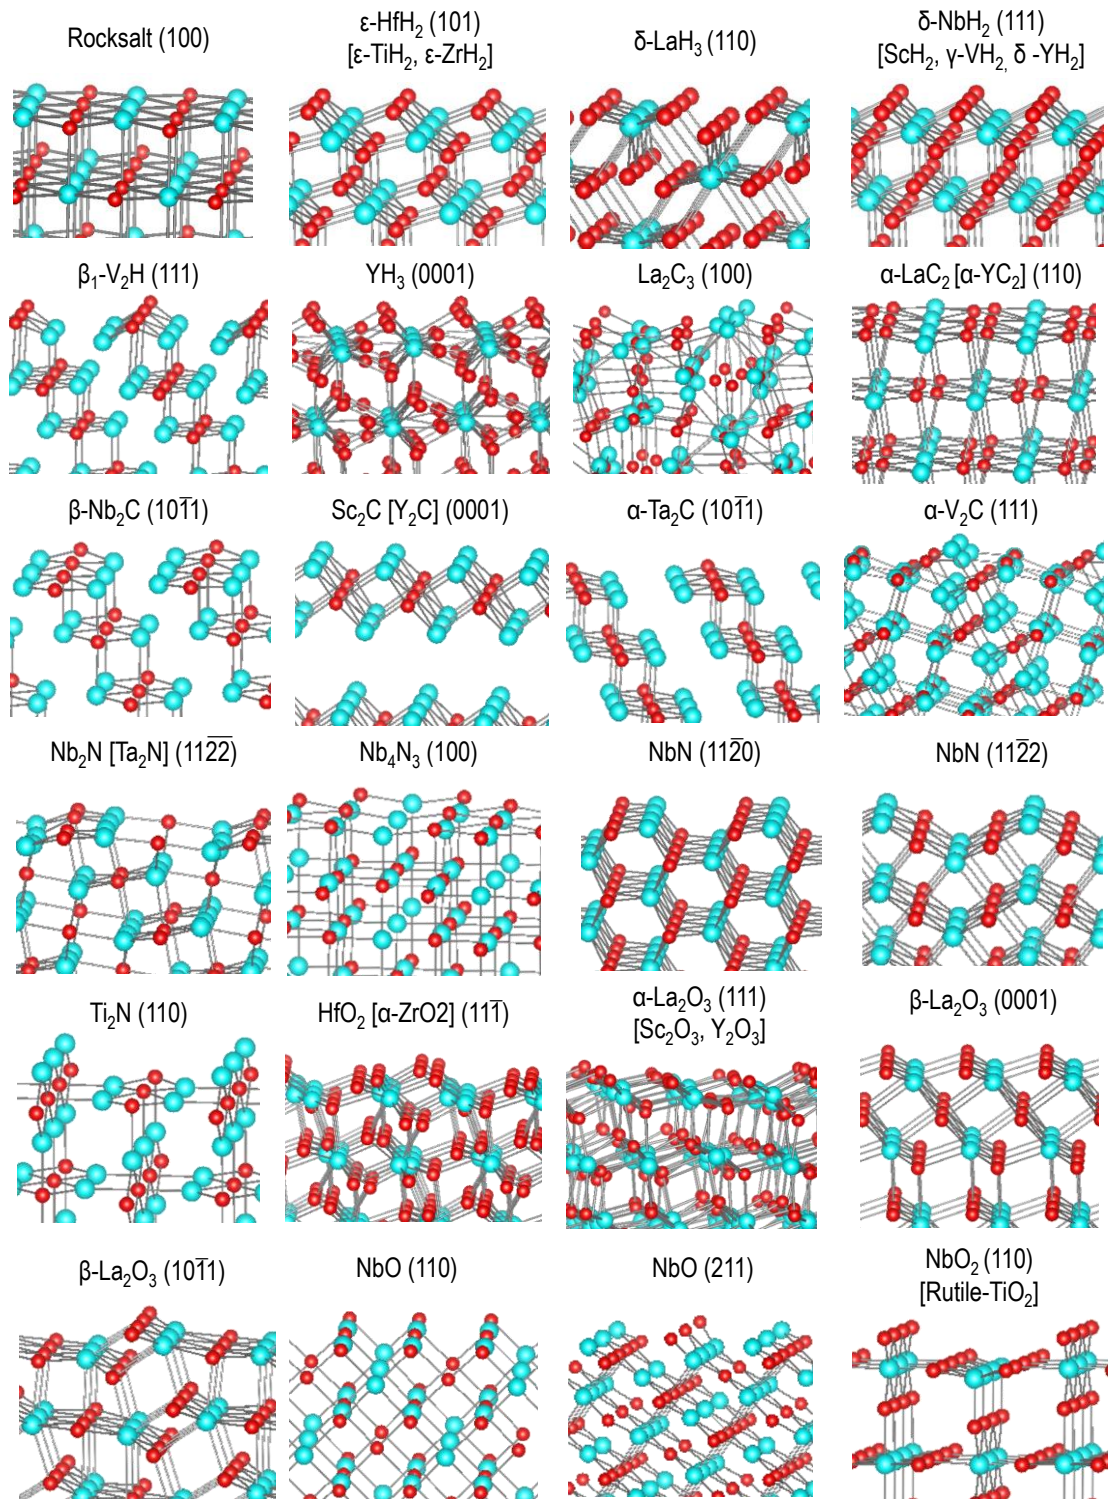 Rocksalt (100)
ε-HfH₂ (101)
[ε-TiH₂, ε-ZrH₂]
δ-LaH₃ (110)
δ-NbH₂ (111)
[ScH₂, γ-VH₂, δ -YH₂]
β₁-V₂H (111)
YH₃ (0001)
La₂C₃ (100)
α-LaC₂ [α-YC₂] (110)
β-Nb₂C (101̅1)
Sc₂C [Y₂C] (0001)
α-Ta₂C (101̅1)
α-V₂C (111)
Nb₂N [Ta₂N] (112̅2̅)
Nb₄N₃ (100)
NbN (112̅0)
NbN (112̅2)
Ti₂N (110)
HfO₂ [α-ZrO2] (111̅)
α-La₂O₃ (111)
[Sc₂O₃, Y₂O₃]
β-La₂O₃ (0001)
β-La₂O₃ (101̅1)
NbO (110)
NbO (211)
NbO₂ (110)
[Rutile-TiO₂]